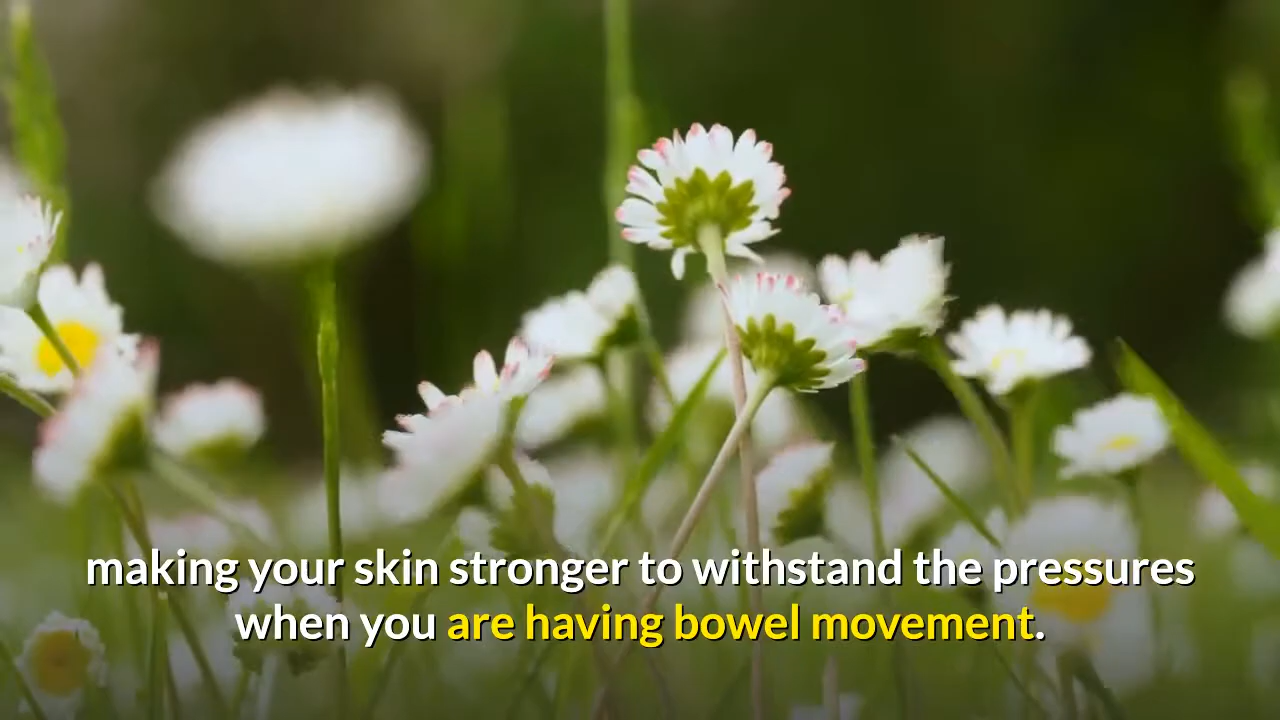 making your skin stronger to withstand the pressures
when you are having bowel movement.